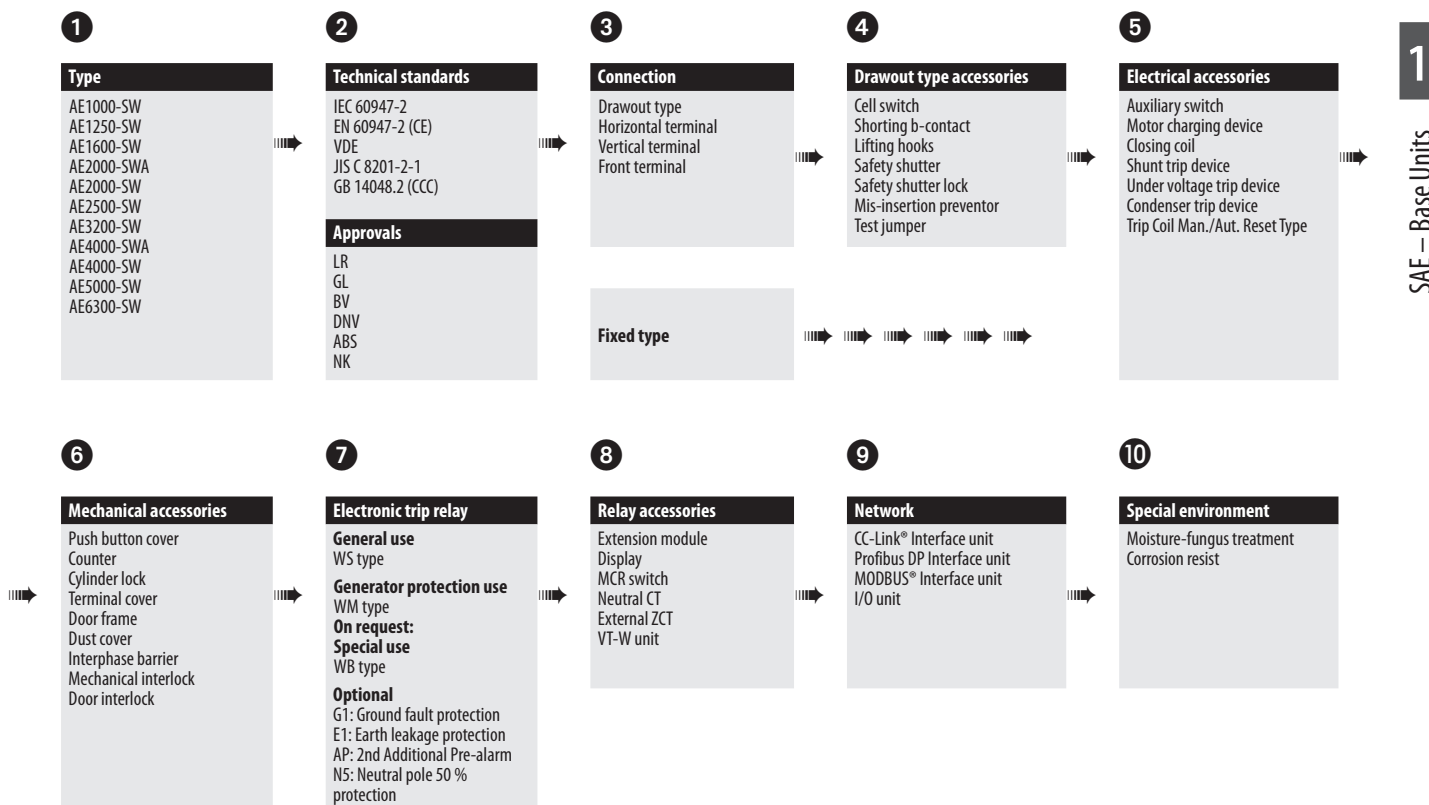 1
Type
AE1000-SW
AE1250-SW
AE1600-SW
AE2000-SWA
AE2000-SW
AE2500-SW
AE3200-SW
AE4000-SWA
AE4000-SW
AE5000-SW
AE6300-SW
2
Technical standards
IEC 60947-2
EN 60947-2 (CE)
VDE
JIS C 8201-2-1
GB 14048.2 (CCC)
Approvals
LR
GL
BV
DNV
ABS
NK
3
Connection
Drawout type
Horizontal terminal
Vertical terminal
Front terminal
Fixed type
4
Drawout type accessories
Cell switch
Shorting b-contact
Lifting hooks
Safety shutter
Safety shutter lock
Mis-insertion preventor
Test jumper
5
Electrical accessories
Auxiliary switch
Motor charging device
Closing coil
Shunt trip device
Under voltage trip device
Condenser trip device
Trip Coil Man./Aut. Reset Type
1
SAE – Base Units
6
Mechanical accessories
Push button cover
Counter
Cylinder lock
Terminal cover
Door frame
Dust cover
Interphase barrier
Mechanical interlock
Door interlock
7
Electronic trip relay
General use
WS type
Generator protection use
WM type
On request:
Special use
WB type
Optional
G1: Ground fault protection
E1: Earth leakage protection
AP: 2nd Additional Pre-alarm
N5: Neutral pole 50 %
protection
8
Relay accessories
Extension module
Display
MCR switch
Neutral CT
External ZCT
VT-W unit
9
Network
CC-Link® Interface unit
Profibus DP Interface unit
MODBUS® Interface unit
I/O unit
10
Special environment
Moisture-fungus treatment
Corrosion resist